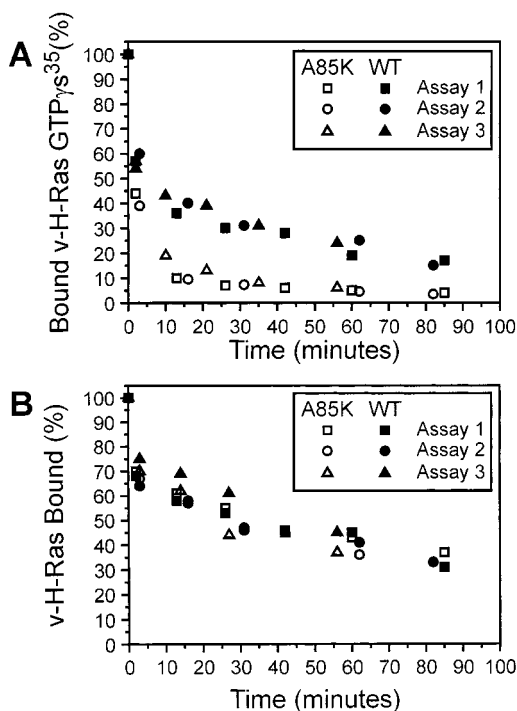 A
Bound v-H-Ras GTPγs³⁵(%)
100
90
80
70
60
50
40
30
20
10
0
A85K WT
Assay 1
Assay 2
Assay 3
0 10 20 30 40 50 60 70 80 90 100
Time (minutes)
B
v-H-Ras Bound (%)
100
90
80
70
60
50
40
30
20
10
0
A85K WT
Assay 1
Assay 2
Assay 3
0 10 20 30 40 50 60 70 80 90 100
Time (minutes)